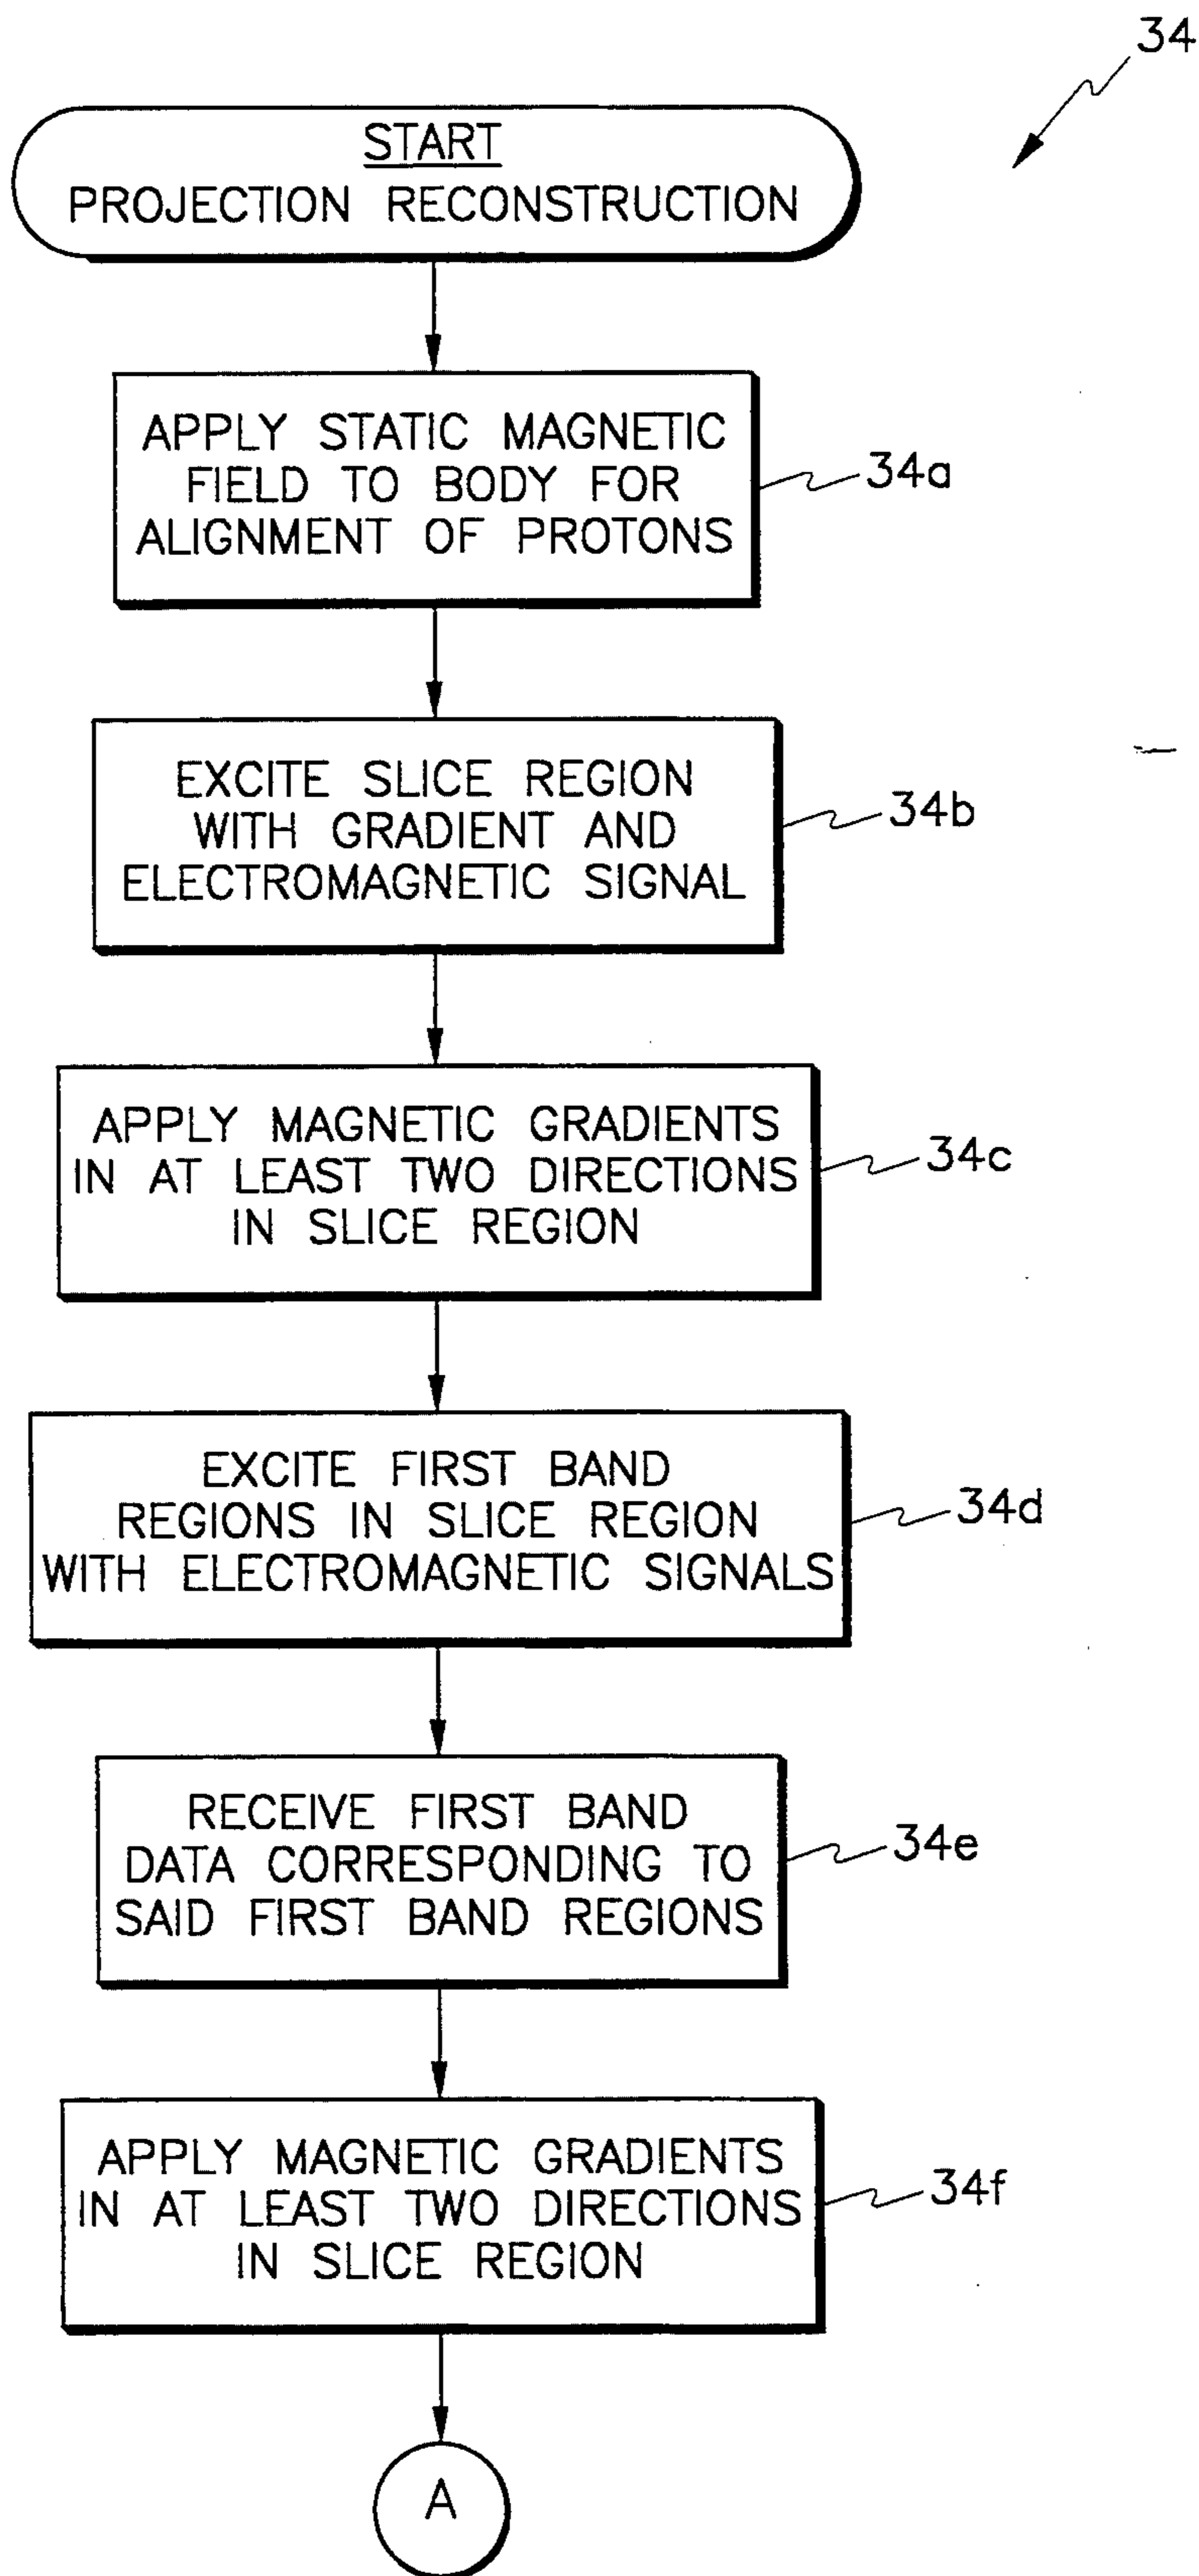 34
START
PROJECTION RECONSTRUCTION
APPLY STATIC MAGNETIC
FIELD TO BODY FOR
ALIGNMENT OF PROTONS
34a
EXCITE SLICE REGION
WITH GRADIENT AND
ELECTROMAGNETIC SIGNAL
34b
APPLY MAGNETIC GRADIENTS
IN AT LEAST TWO DIRECTIONS
IN SLICE REGION
34c
EXCITE FIRST BAND
REGIONS IN SLICE REGION
WITH ELECTROMAGNETIC SIGNALS
34d
RECEIVE FIRST BAND
DATA CORRESPONDING TO
SAID FIRST BAND REGIONS
34e
APPLY MAGNETIC GRADIENTS
IN AT LEAST TWO DIRECTIONS
IN SLICE REGION
34f
A